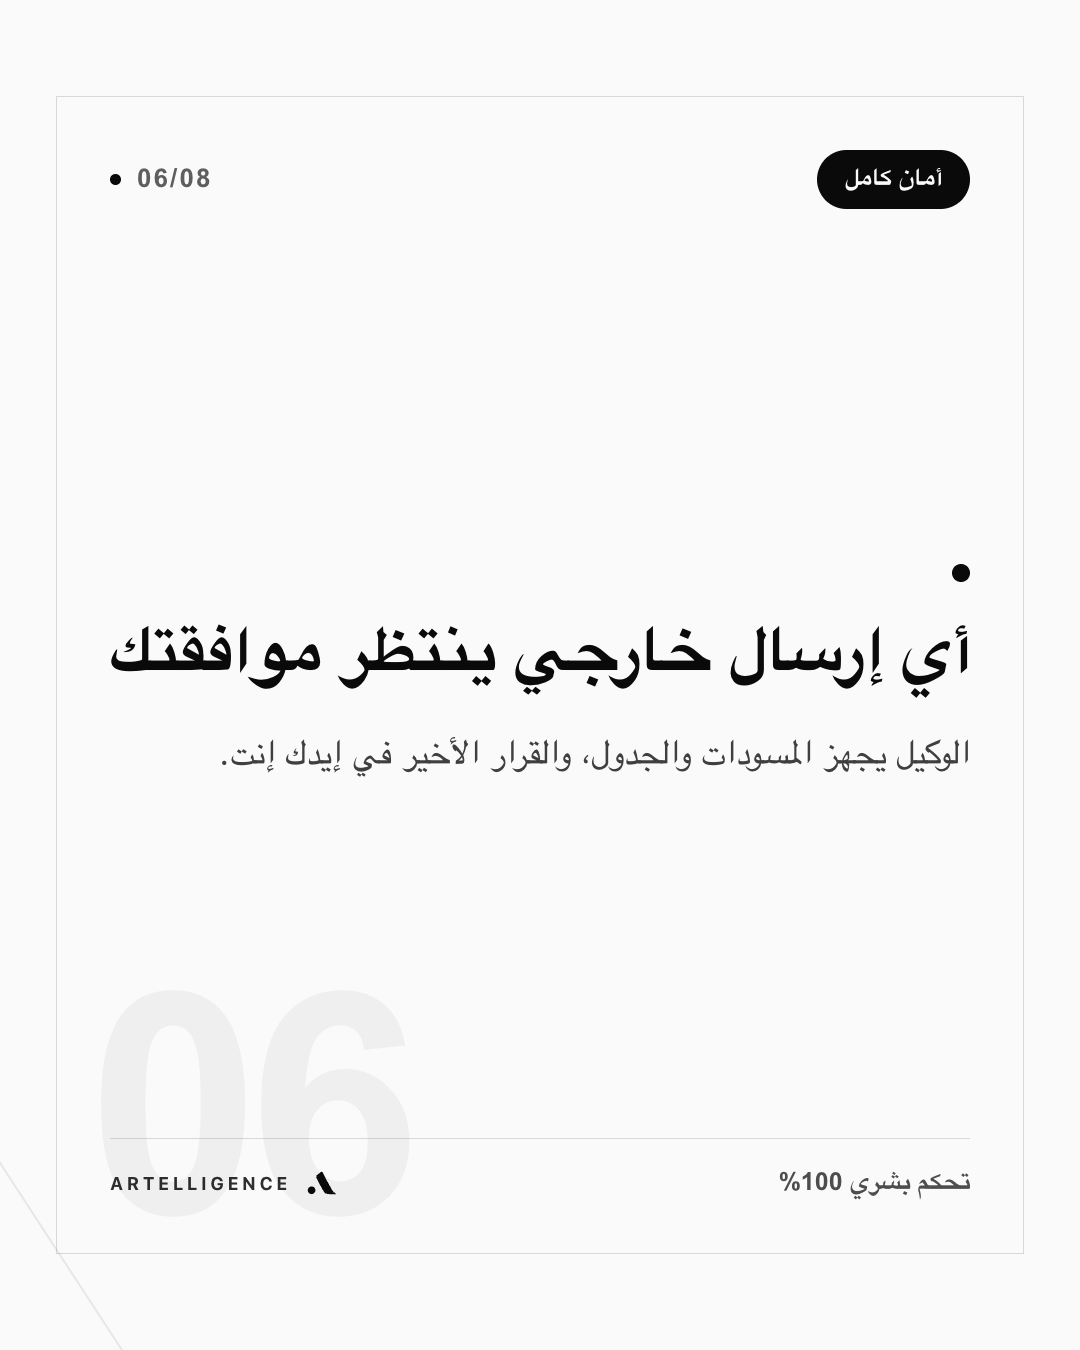 أمان كامل
06/08
أي إرسال خارجي ينتظر موافقتك
الوكيل يجهز المسودات والجدول، والقرار الأخير في إيدك إنت.
06
تحكم بشري 100%
ARTELLIGENCE